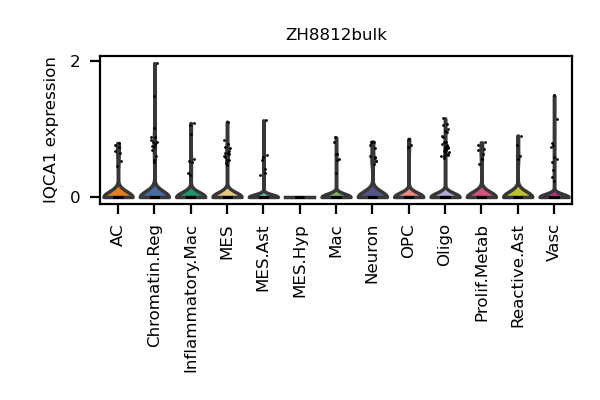 ZH8812bulk
IQCA1 expression
2
0
AC
Chromatin.Reg
Inflammatory.Mac
MES
MES.Ast
MES.Hyp
Mac
Neuron
OPC
Oligo
Prolif.Metab
Reactive.Ast
Vasc